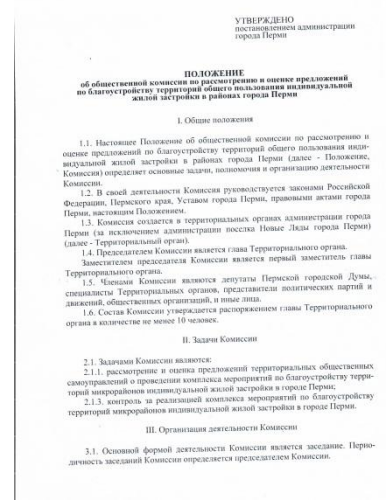 УТВЕРЖДЕНО
постановлением администрации
города Перми
ПОЛОЖЕНИЕ
об общественной комиссии по рассмотрению и оценке предложений
по благоустройству территорий общего пользования индивидуальной
жилой застройки в районах города Перми
I. Общие положения
1.1. Настоящее Положение об общественной комиссии по рассмотрению и
оценке предложений по благоустройству территорий общего пользования инди-
видуальной жилой застройки в районах города Перми (далее - Положение,
Комиссия) определяет основные задачи, полномочия и организацию деятельности
Комиссии.
1.2. В своей деятельности Комиссия руководствуется законами Российской
Федерации, Пермского края, Уставом города Перми, правовыми актами города
Перми, настоящим Положением.
1.3. Комиссия создается в территориальных органах администрации города
Перми (за исключением администрации поселка Новые Ляды города Перми)
(далее - Территориальный орган).
1.4. Председателем Комиссии является глава Территориального органа.
Заместителем председателя Комиссии является первый заместитель главы
Территориального органа.
1.5. Членами Комиссии являются депутаты Пермской городской Думы,
специалисты Территориальных органов, представители политических партий и
движений, общественных организаций, и иные лица.
1.6. Состав Комиссии утверждается распоряжением главы Территориального
органа в количестве не менее 10 человек.
II. Задачи Комиссии
2.1. Задачами Комиссии являются:
2.1.1. рассмотрение и оценка предложений территориальных общественных
самоуправлений о проведении комплекса мероприятий по благоустройству терри-
торий микрорайонов индивидуальной жилой застройки в городе Перми;
2.1.3. контроль за реализацией комплекса мероприятий по благоустройству
территорий микрорайонов индивидуальной жилой застройки в городе Перми.
III. Организация деятельности Комиссии
3.1. Основной формой деятельности Комиссии является заседание. Перио-
дичность заседаний Комиссии определяется председателем Комиссии.